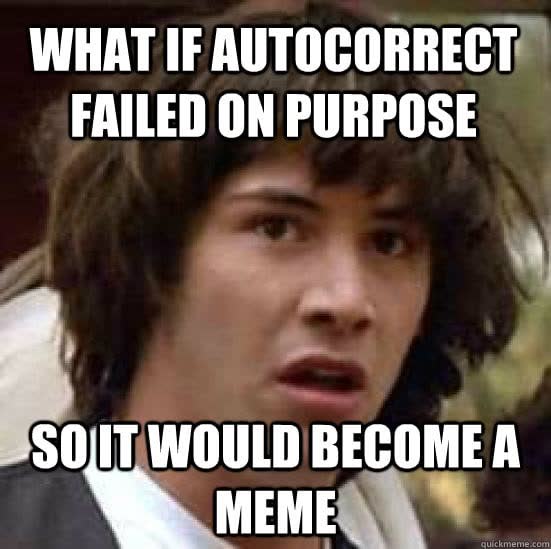 WHAT IF AUTOCORRECT
FAILED ON PURPOSE
SO IT WOULD BECOME A
MEME
quickmeme.com